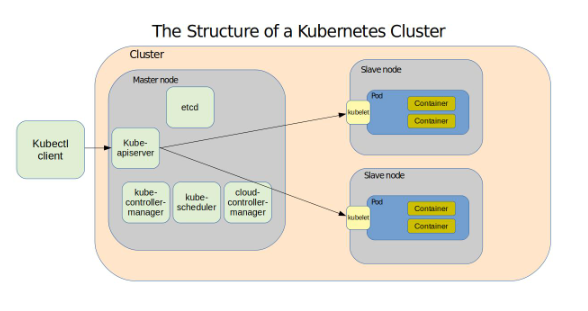 The Structure of a Kubernetes Cluster
Cluster
Master node
etcd
Kubectl
client
Kube-
apiserver
kube-
controller-
manager
kube-
scheduler
cloud-
controller-
manager
Slave node
Pod
kubelet
Container
Container
Slave node
Pod
kubelet
Container
Container